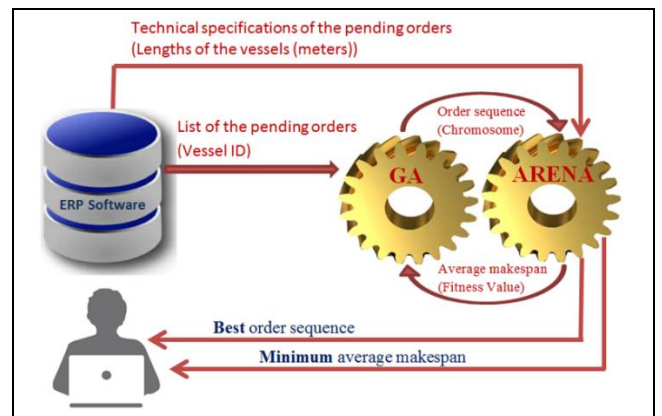 Technical specifications of the pending orders
(Lengths of the vessels (meters))
List of the pending orders
(Vessel ID)
ERP Software
Order sequence
(Chromosome)
GA
ARENA
Average makespan
(Fitness Value)
Best order sequence
Minimum average makespan